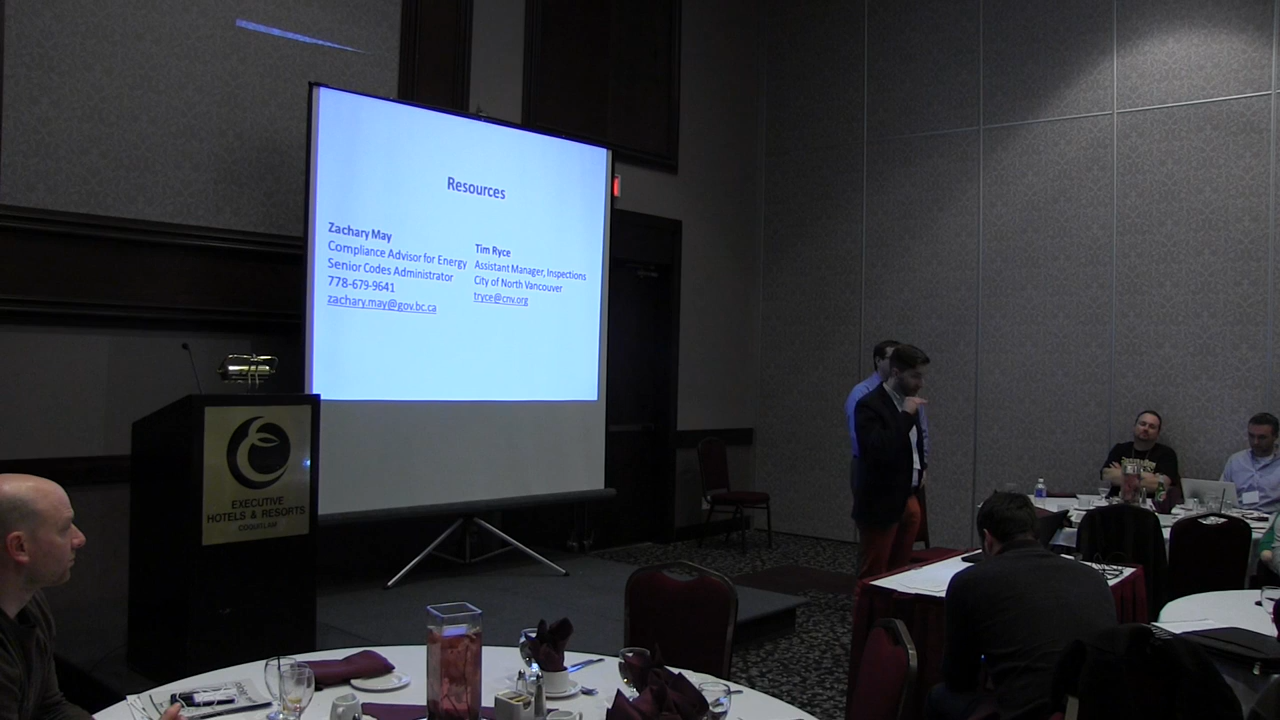 Resources
Zachary May
Compliance Advisor for Energy
Senior Codes Administrator
778-679-9641
zachary.may@gov.bc.ca
Tim Ryce
Assistant Manager, Inspections
City of North Vancouver
tryce@cnv.org
EXECUTIVE
HOTELS & RESORTS
COQUITLAM